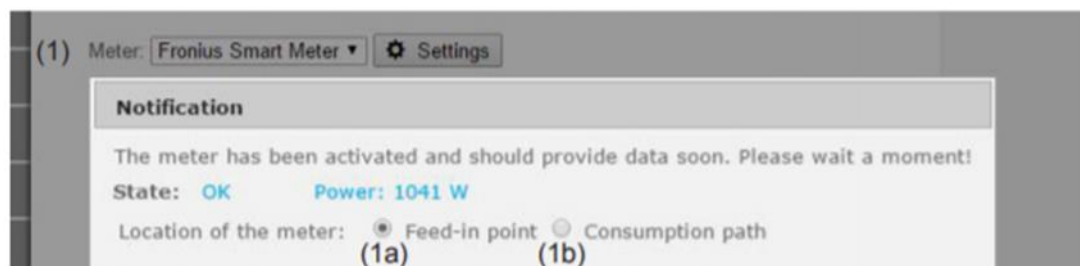 (1) Meter: Fronius Smart Meter ▼ Settings
Notification
The meter has been activated and should provide data soon. Please wait a moment!
State: OK Power: 1041 W
Location of the meter: Feed-in point Consumption path
(1a) (1b)